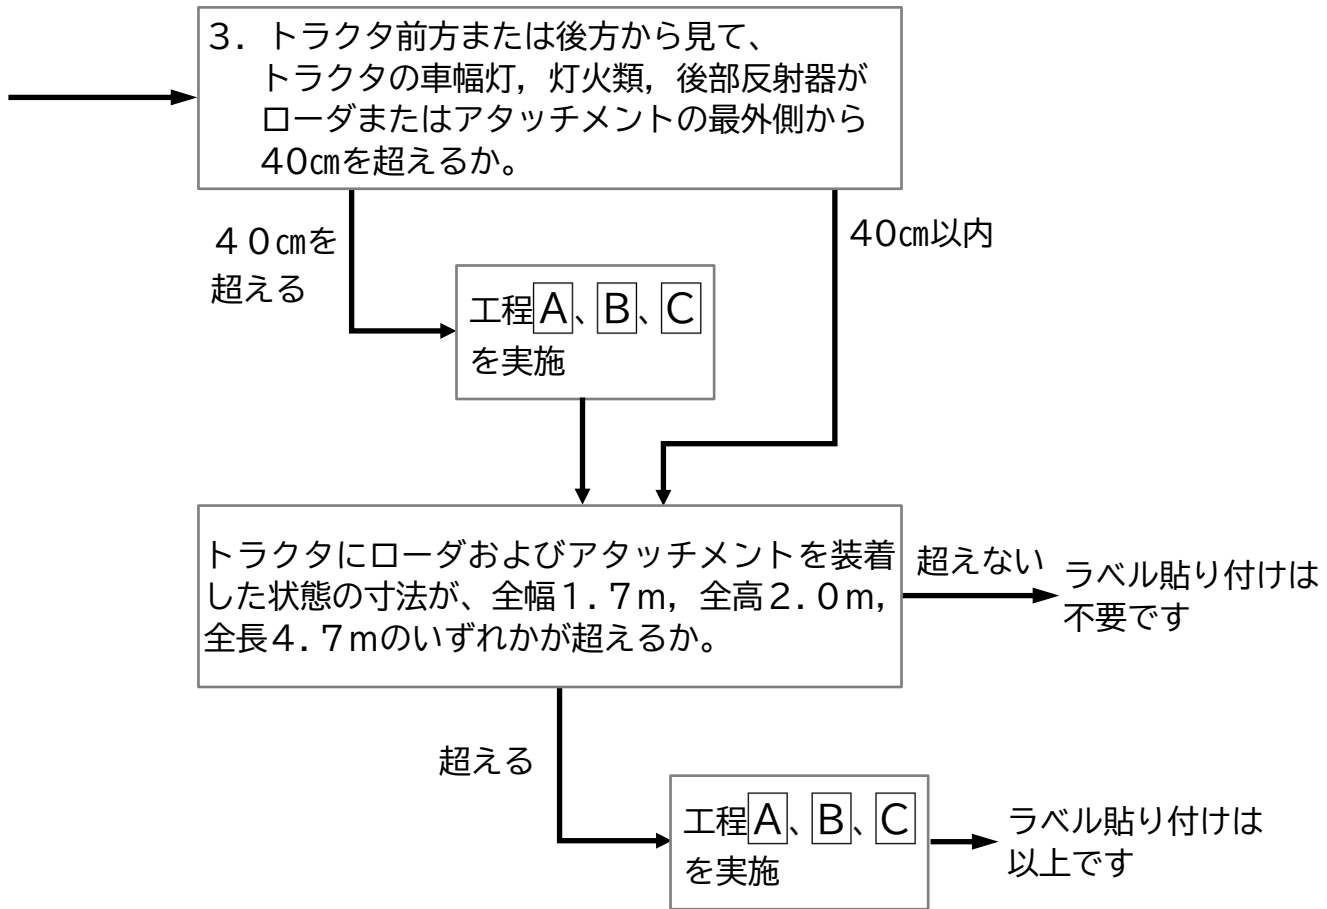 3．トラクタ前方または後方から見て、
トラクタの車幅灯，灯火類，後部反射器が
ローダまたはアタッチメントの最外側から
40㎝を超えるか。
４０㎝を
超える
40㎝以内
工程A、B、C
を実施
トラクタにローダおよびアタッチメントを装着
した状態の寸法が、全幅１.７ｍ，全高２.０ｍ，
全長４.７ｍのいずれかが超えるか。
超えない
ラベル貼り付けは
不要です
超える
工程A、B、C
を実施
ラベル貼り付けは
以上です